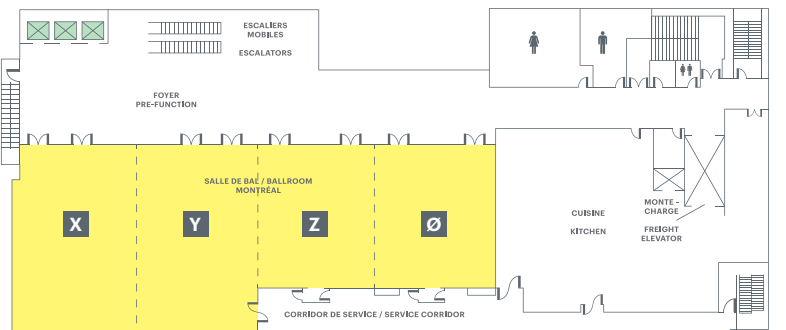 ESCALIERS
MOBILES
ESCALATORS
FOYER
PRE-FUNCTION
SALLE DE BAL / BALLROOM
MONTRÉAL
X
Y
Z
Ø
CUISINE
KITCHEN
MONTE -
CHARGE
FREIGHT
ELEVATOR
CORRIDOR DE SERVICE / SERVICE CORRIDOR